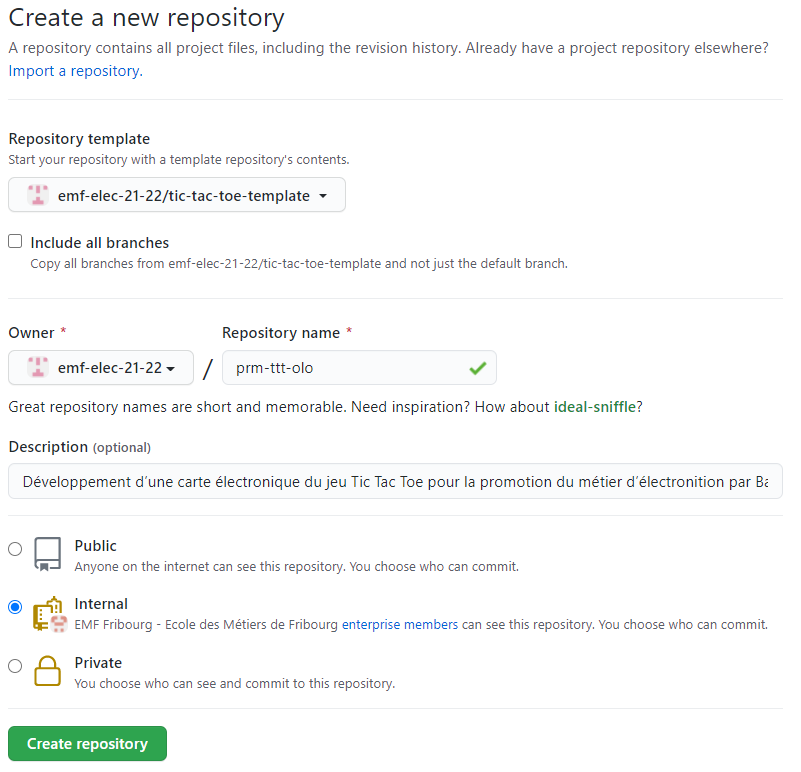 Create a new repository
A repository contains all project files, including the revision history. Already have a project repository elsewhere?
Import a repository.
Repository template
Start your repository with a template repository's contents.
emf-elec-21-22/tic-tac-toe-template
Include all branches
Copy all branches from emf-elec-21-22/tic-tac-toe-template and not just the default branch.
Owner * Repository name *
emf-elec-21-22 / prm-ttt-olo
Great repository names are short and memorable. Need inspiration? How about ideal-sniffle?
Description (optional)
Développement d'une carte électronique du jeu Tic Tac Toe pour la promotion du métier d'électronition par Ba
Public
Anyone on the internet can see this repository. You choose who can commit.
Internal
EMF Fribourg - Ecole des Métiers de Fribourg enterprise members can see this repository. You choose who can commit.
Private
You choose who can see and commit to this repository.
Create repository